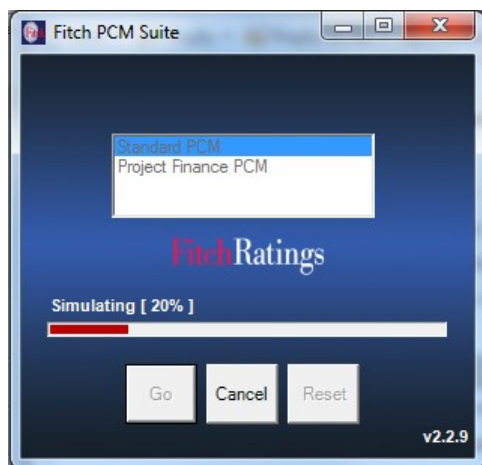 Fitch PCM Suite
Standard PCM
Project Finance PCM
FitchRatings
Simulating [ 20% ]
Go Cancel Reset
v2.2.9